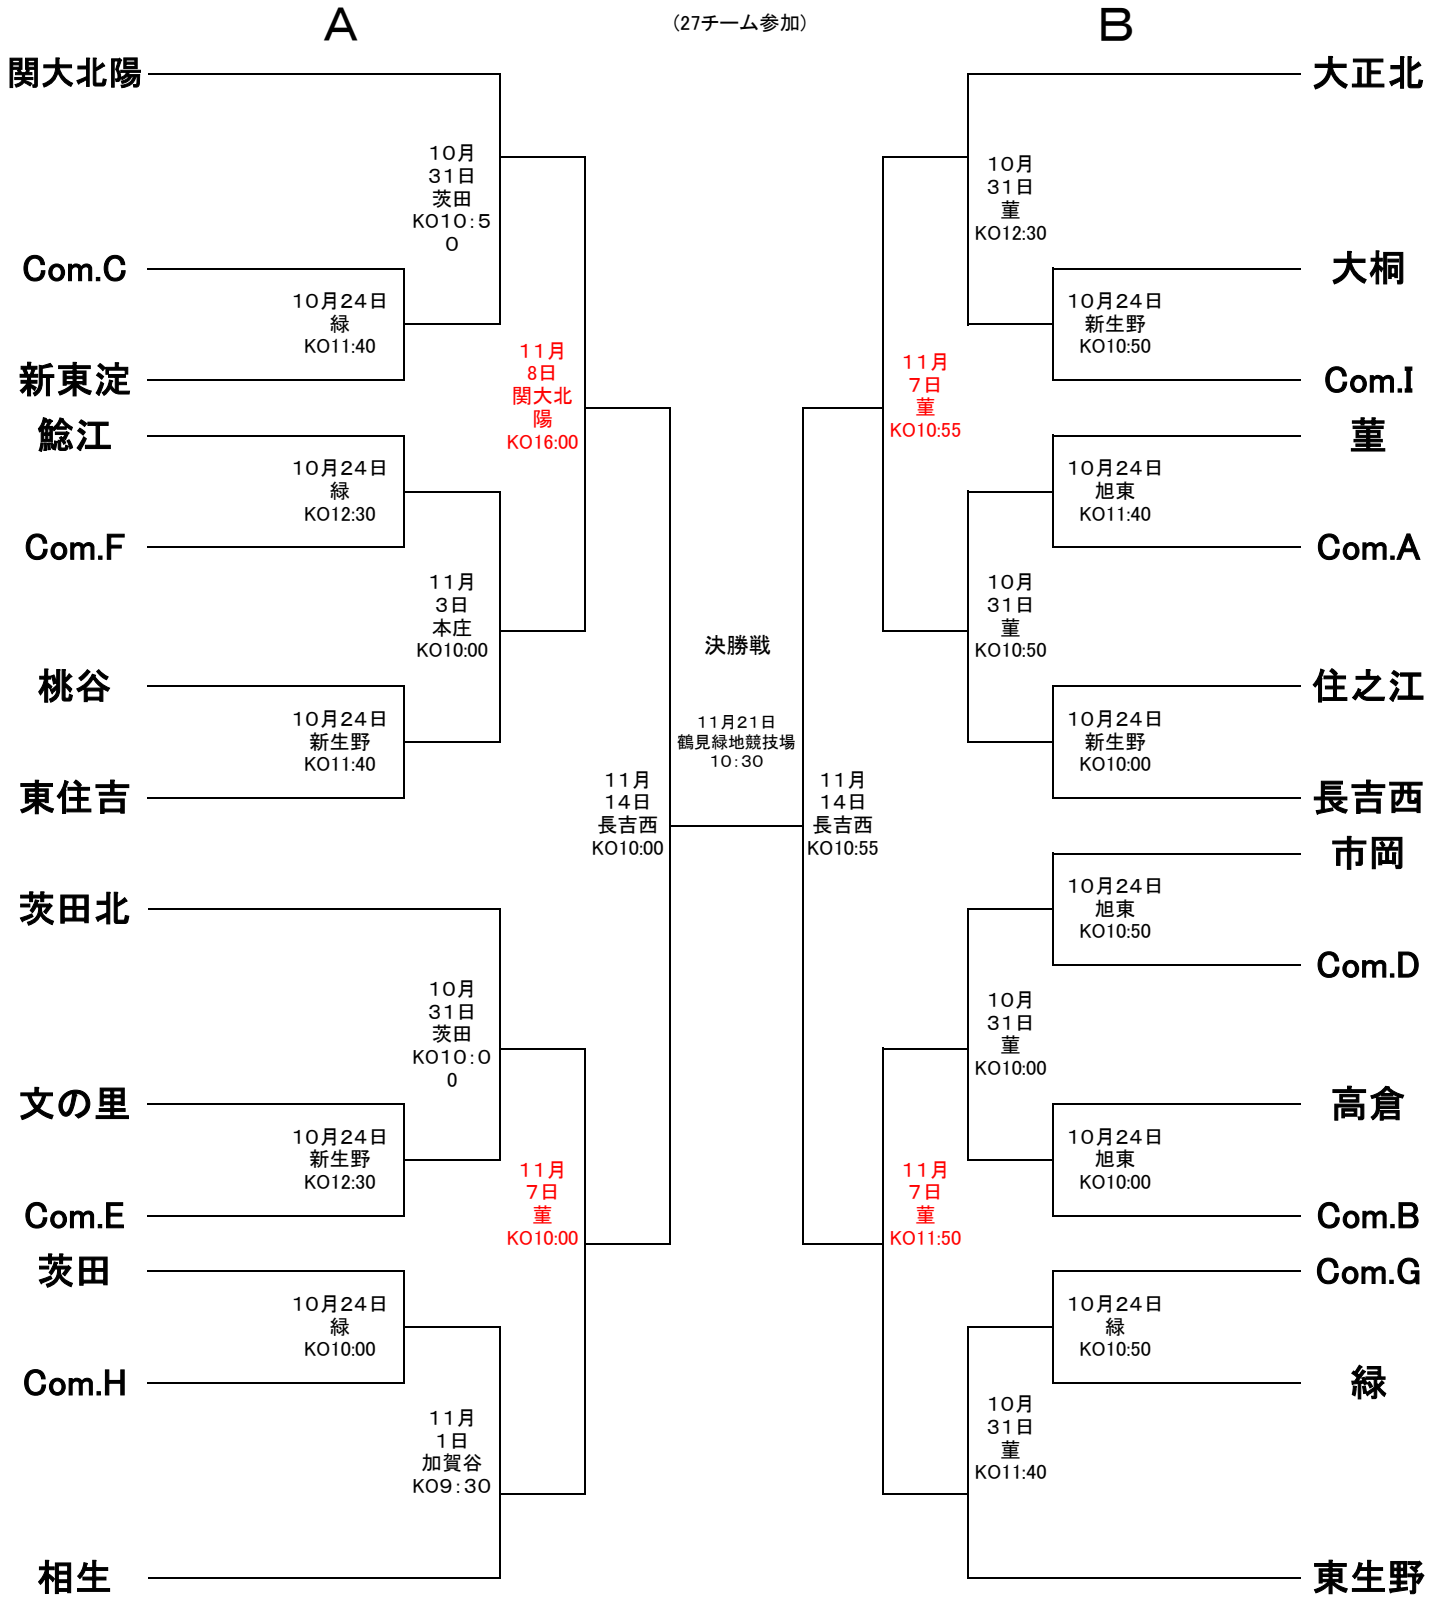 A
(27チーム参加)
B
関大北陽
大正北
10月
31日
茨田
KO10:5
0
10月
31日
菫
KO12:30
Com.C
大桐
10月24日
緑
KO11:40
10月24日
新生野
KO10:50
11月
8日
関大北
陽
KO16:00
11月
7日
菫
KO10:55
新東淀
Com.I
鯰江
菫
10月24日
緑
KO12:30
10月24日
旭東
KO11:40
Com.F
Com.A
11月
3日
本庄
KO10:00
10月
31日
菫
KO10:50
決勝戦
桃谷
住之江
10月24日
新生野
KO11:40
11月21日
鶴見緑地競技場
10:30
10月24日
新生野
KO10:00
東住吉
長吉西
11月
14日
長吉西
KO10:00
11月
14日
長吉西
KO10:55
市岡
茨田北
10月24日
旭東
KO10:50
Com.D
10月
31日
茨田
KO10:0
0
10月
31日
菫
KO10:00
文の里
高倉
10月24日
新生野
KO12:30
10月24日
旭東
KO10:00
11月
7日
菫
KO10:00
11月
7日
菫
KO11:50
Com.E
Com.B
茨田
Com.G
10月24日
緑
KO10:00
10月24日
緑
KO10:50
Com.H
緑
11月
1日
加賀谷
KO9:30
10月
31日
菫
KO11:40
相生
東生野